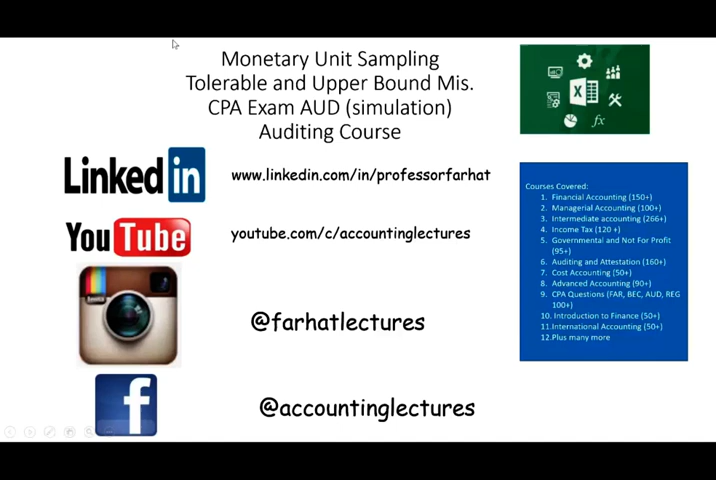 Monetary Unit Sampling
Tolerable and Upper Bound Mis.
CPA Exam AUD (simulation)
Auditing Course
Linked in
www.linkedin.com/in/professorfarhat
YouTube
youtube.com/c/accountinglectures
@farhatlectures
f
@accountinglectures
X
fx
Courses Covered:
1. Financial Accounting (150+)
2. Managerial Accounting (100+)
3. Intermediate accounting (266+)
4. Income Tax (120 +)
5. Governmental and Not For Profit
(95+)
6. Auditing and Attestation (160+)
7. Cost Accounting (50+)
8. Advanced Accounting (90+)
9. CPA Questions (FAR, BEC, AUD, REG
100+)
10. Introduction to Finance (50+)
11.International Accounting (50+)
12.Plus many more